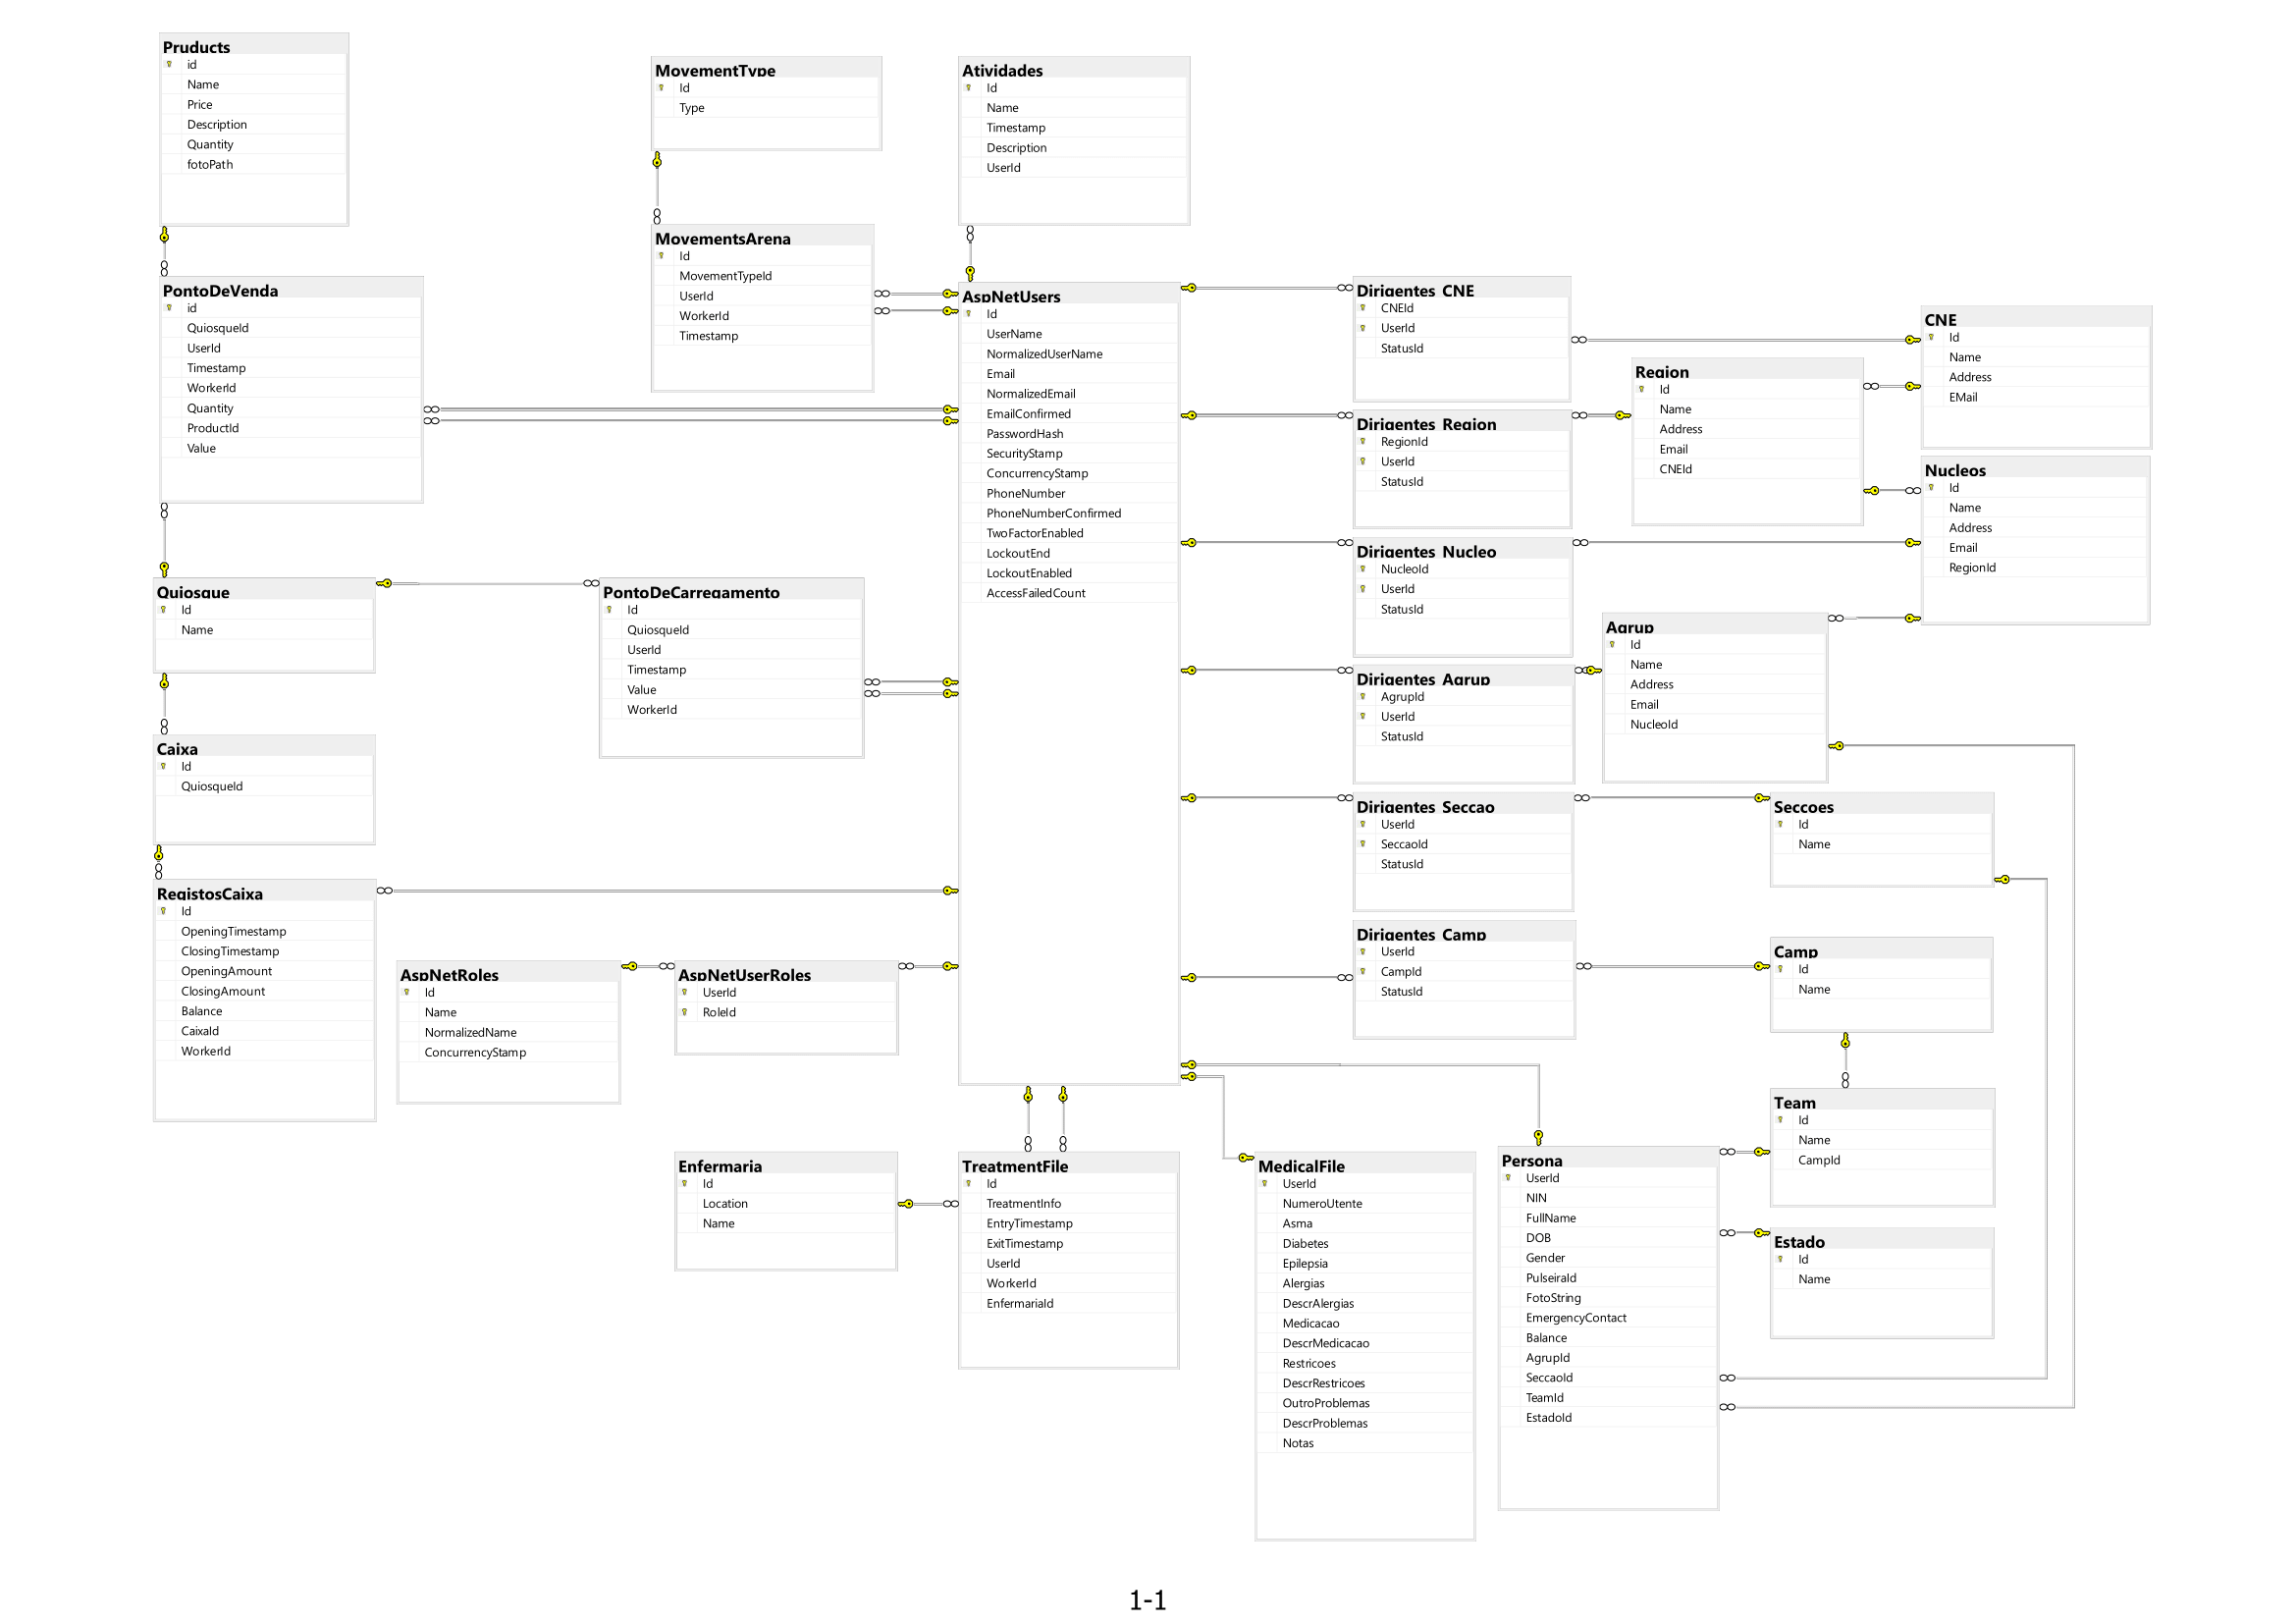 Pruducts
id
Name
Price
Description
Quantity
fotoPath
MovementType
Id
Type
Atividades
Id
Name
Timestamp
Description
UserId
MovementsArena
Id
MovementTypeId
UserId
WorkerId
Timestamp
PontoDeVenda
id
QuiosqueId
UserId
Timestamp
WorkerId
Quantity
ProductId
Value
AspNetUsers
Id
UserName
NormalizedUserName
Email
NormalizedEmail
EmailConfirmed
PasswordHash
SecurityStamp
ConcurrencyStamp
PhoneNumber
PhoneNumberConfirmed
TwoFactorEnabled
LockoutEnd
LockoutEnabled
AccessFailedCount
Dirigentes_CNE
CNEId
UserId
StatusId
CNE
Id
Name
Address
EMail
Region
Id
Name
Address
Email
CNEId
Dirigentes_Region
RegionId
UserId
StatusId
Nucleos
Id
Name
Address
Email
RegionId
Dirigentes_Nucleo
NucleoId
UserId
StatusId
Quiosque
Id
Name
PontoDeCarregamento
Id
QuiosqueId
UserId
Timestamp
Value
WorkerId
Agrup
Id
Name
Address
Email
NucleoId
Dirigentes_Agrup
AgrupId
UserId
StatusId
Caixa
Id
QuiosqueId
Dirigentes_Seccao
UserId
SeccaoId
StatusId
Seccoes
Id
Name
RegistosCaixa
Id
OpeningTimestamp
ClosingTimestamp
OpeningAmount
ClosingAmount
Balance
CaixaId
WorkerId
AspNetRoles
Id
Name
NormalizedName
ConcurrencyStamp
AspNetUserRoles
UserId
RoleId
Dirigentes_Camp
UserId
CampId
StatusId
Camp
Id
Name
Team
Id
Name
CampId
Enfermaria
Id
Location
Name
TreatmentFile
Id
TreatmentInfo
EntryTimestamp
ExitTimestamp
UserId
WorkerId
EnfermariaId
MedicalFile
UserId
NumeroUtente
Asma
Diabetes
Epilepsia
Alergias
DescrAlergias
Medicacao
DescrMedicacao
Restricoes
DescrRestricoes
OutroProblemas
DescrProblemas
Notas
Persona
UserId
NIN
FullName
DOB
Gender
PulseiraId
FotoString
EmergencyContact
Balance
AgrupId
SeccaoId
TeamId
EstadoId
Estado
Id
Name
1-1